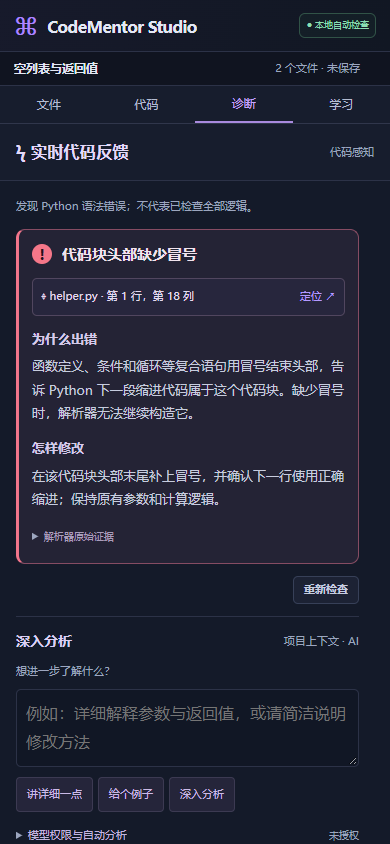 CodeMentor Studio
本地自动检查
空列表与返回值
2 个文件 · 未保存
文件
代码
诊断
学习
实时代码反馈
代码感知
发现 Python 语法错误；不代表已检查全部逻辑。
代码块头部缺少冒号
helper.py · 第 1 行，第 18 列
定位 ↗
为什么出错
函数定义、条件和循环等复合语句用冒号结束头部，告
诉 Python 下一段缩进代码属于这个代码块。缺少冒号
时，解析器无法继续构造它。
怎样修改
在该代码块头部末尾补上冒号，并确认下一行使用正确
缩进；保持原有参数和计算逻辑。
解析器原始证据
重新检查
深入分析
项目上下文 · AI
想进一步了解什么？
例如：详细解释参数与返回值，或请简洁说明
修改方法
讲详细一点
给个例子
深入分析
模型权限与自动分析
未授权